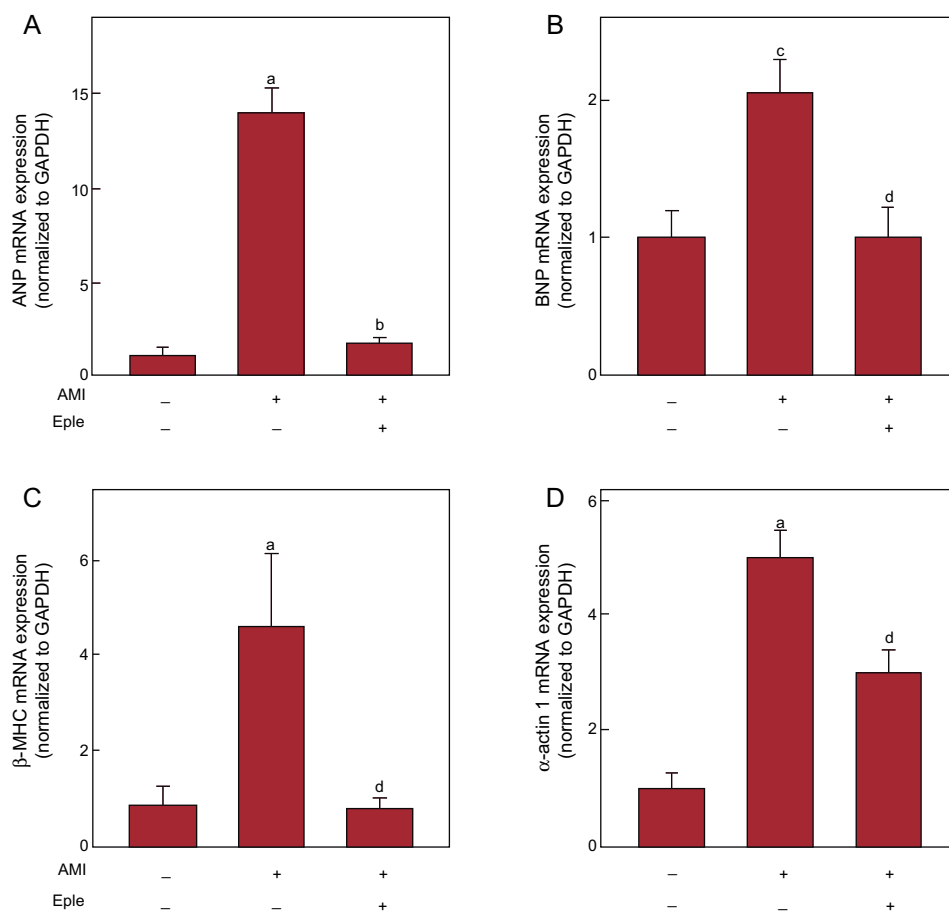 A
ANP mRNA expression
(normalized to GAPDH)
15
10
5
0
a
b
AMI
– + +
Eple
– – +
B
BNP mRNA expression
(normalized to GAPDH)
2
1
0
c
d
– + +
– – +
C
β-MHC mRNA expression
(normalized to GAPDH)
6
4
2
0
a
d
AMI
– + +
Eple
– – +
D
α-actin 1 mRNA expression
(normalized to GAPDH)
6
4
2
0
a
d
– + +
– – +